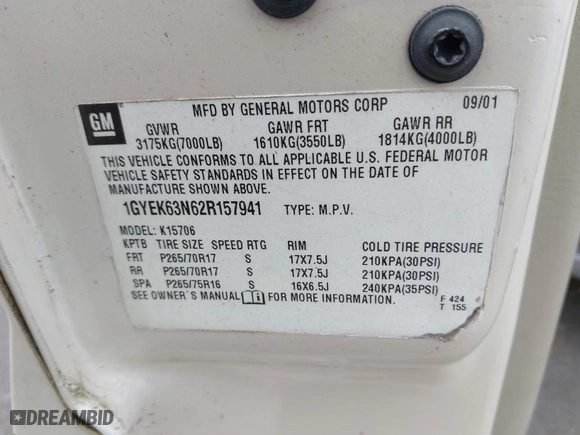 GM
MFD BY GENERAL MOTORS CORP 09/01
GVWR GAWR FRT GAWR RR
3175KG(7000LB) 1610KG(3550LB) 1814KG(4000LB)
THIS VEHICLE CONFORMS TO ALL APPLICABLE U.S. FEDERAL MOTOR
VEHICLE SAFETY STANDARDS IN EFFECT ON THE DATE OF
MANUFACTURE SHOWN ABOVE.
1GYEK63N62R157941 TYPE: M.P.V.
MODEL: K15706
KPTB TIRE SIZE SPEED RTG RIM COLD TIRE PRESSURE
FRT P265/70R17 S 17X7.5J 210KPA(30PSI)
RR P265/70R17 S 17X7.5J 210KPA(30PSI)
SPA P265/75R16 S 16X6.5J 240KPA(35PSI)
SEE OWNER'S MANUAL FOR MORE INFORMATION.
F 424
T 155
DREAMBID